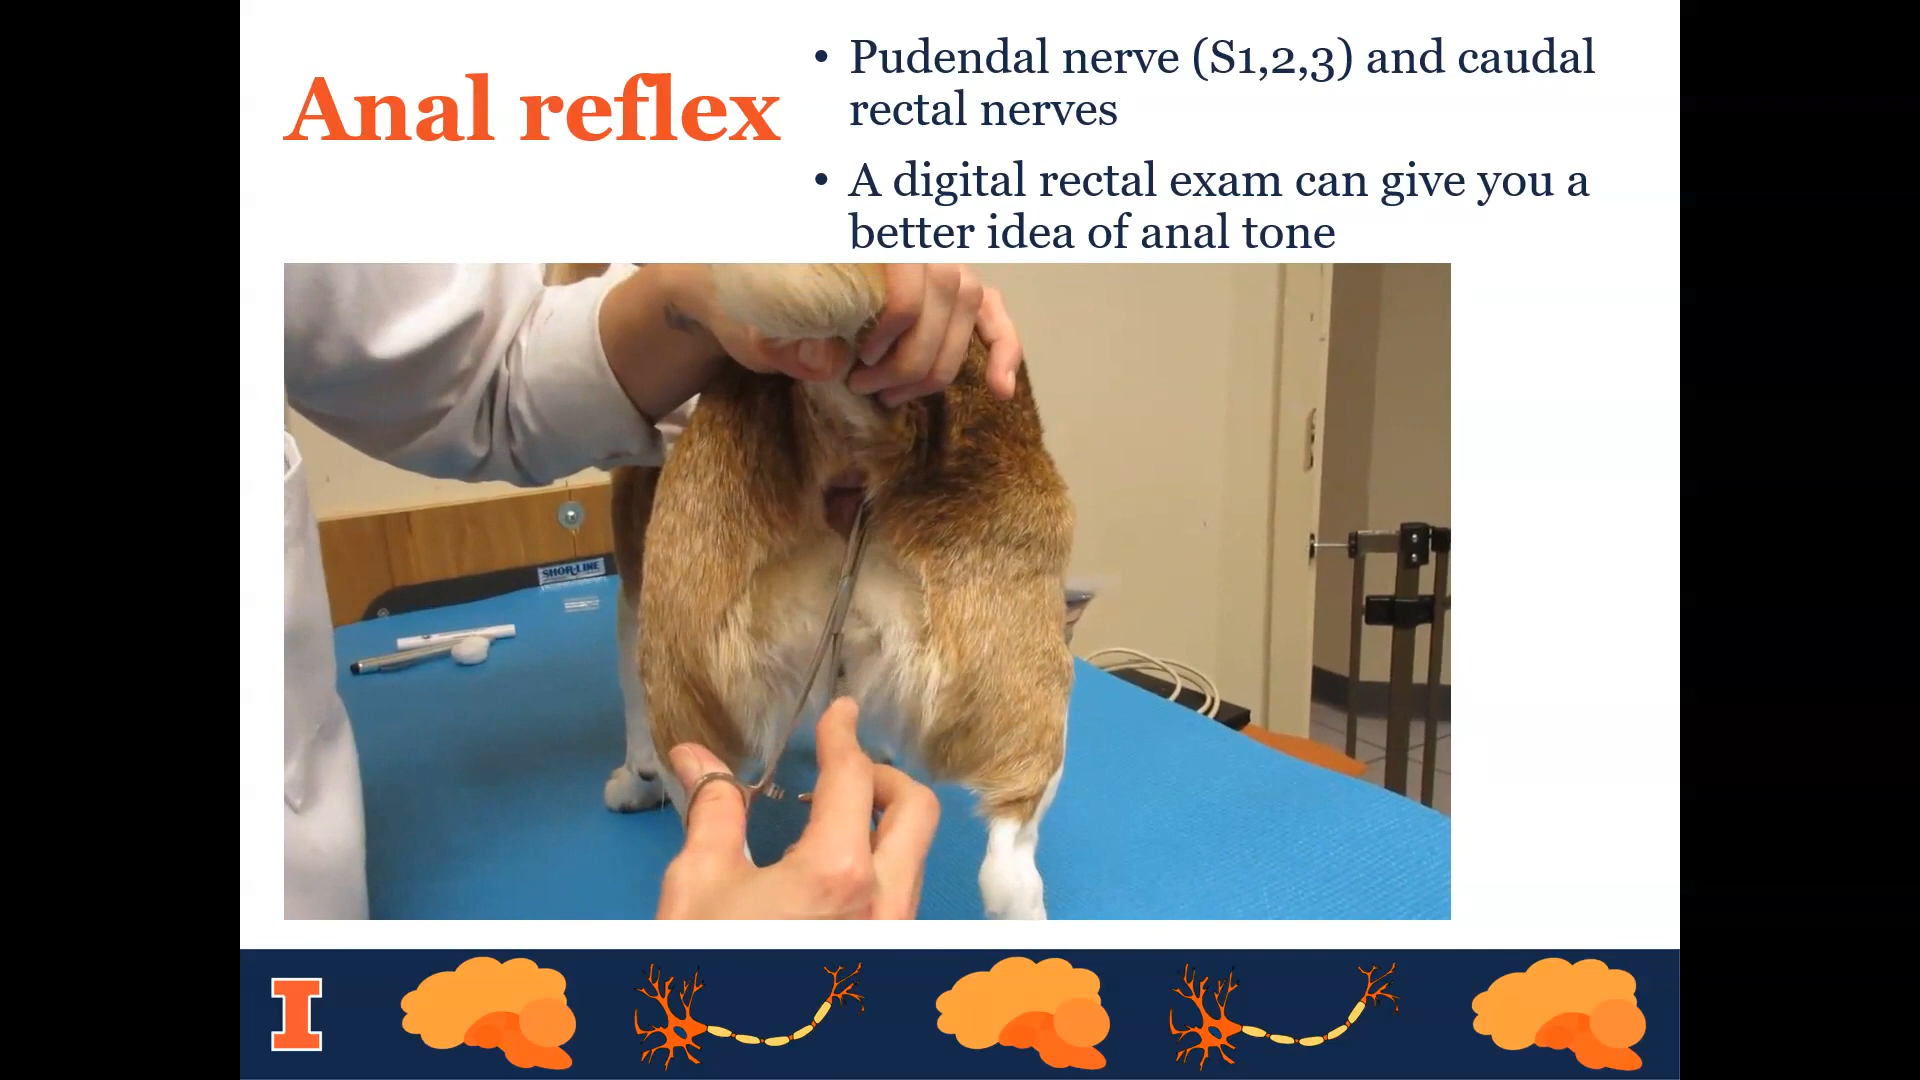 Anal reflex
• Pudendal nerve (S1,2,3) and caudal
rectal nerves
• A digital rectal exam can give you a
better idea of anal tone
SHOR-LINE
I